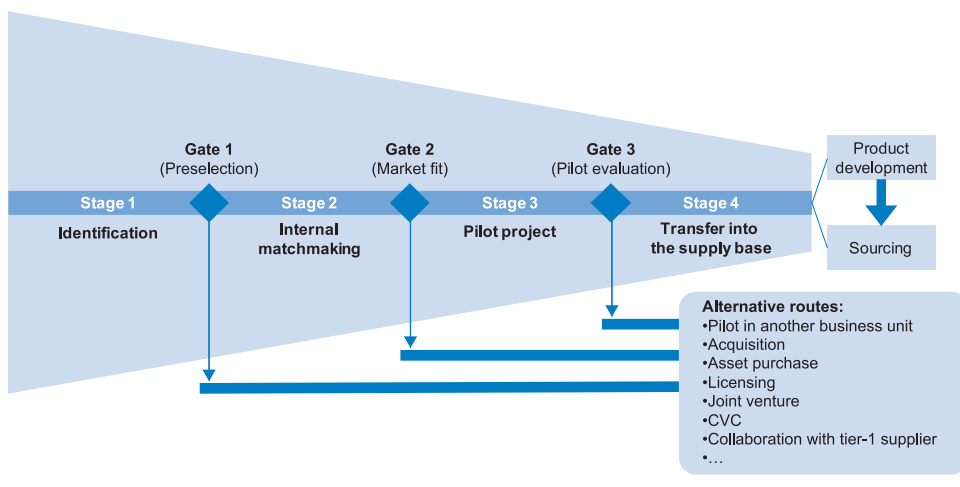 Gate 1
(Preselection)
Gate 2
(Market fit)
Gate 3
(Pilot evaluation)
Stage 1
Stage 2
Stage 3
Stage 4
Identification
Internal
matchmaking
Pilot project
Transfer into
the supply base
Product
development
Sourcing
Alternative routes:
•Pilot in another business unit
•Acquisition
•Asset purchase
•Licensing
•Joint venture
•CVC
•Collaboration with tier-1 supplier
•…